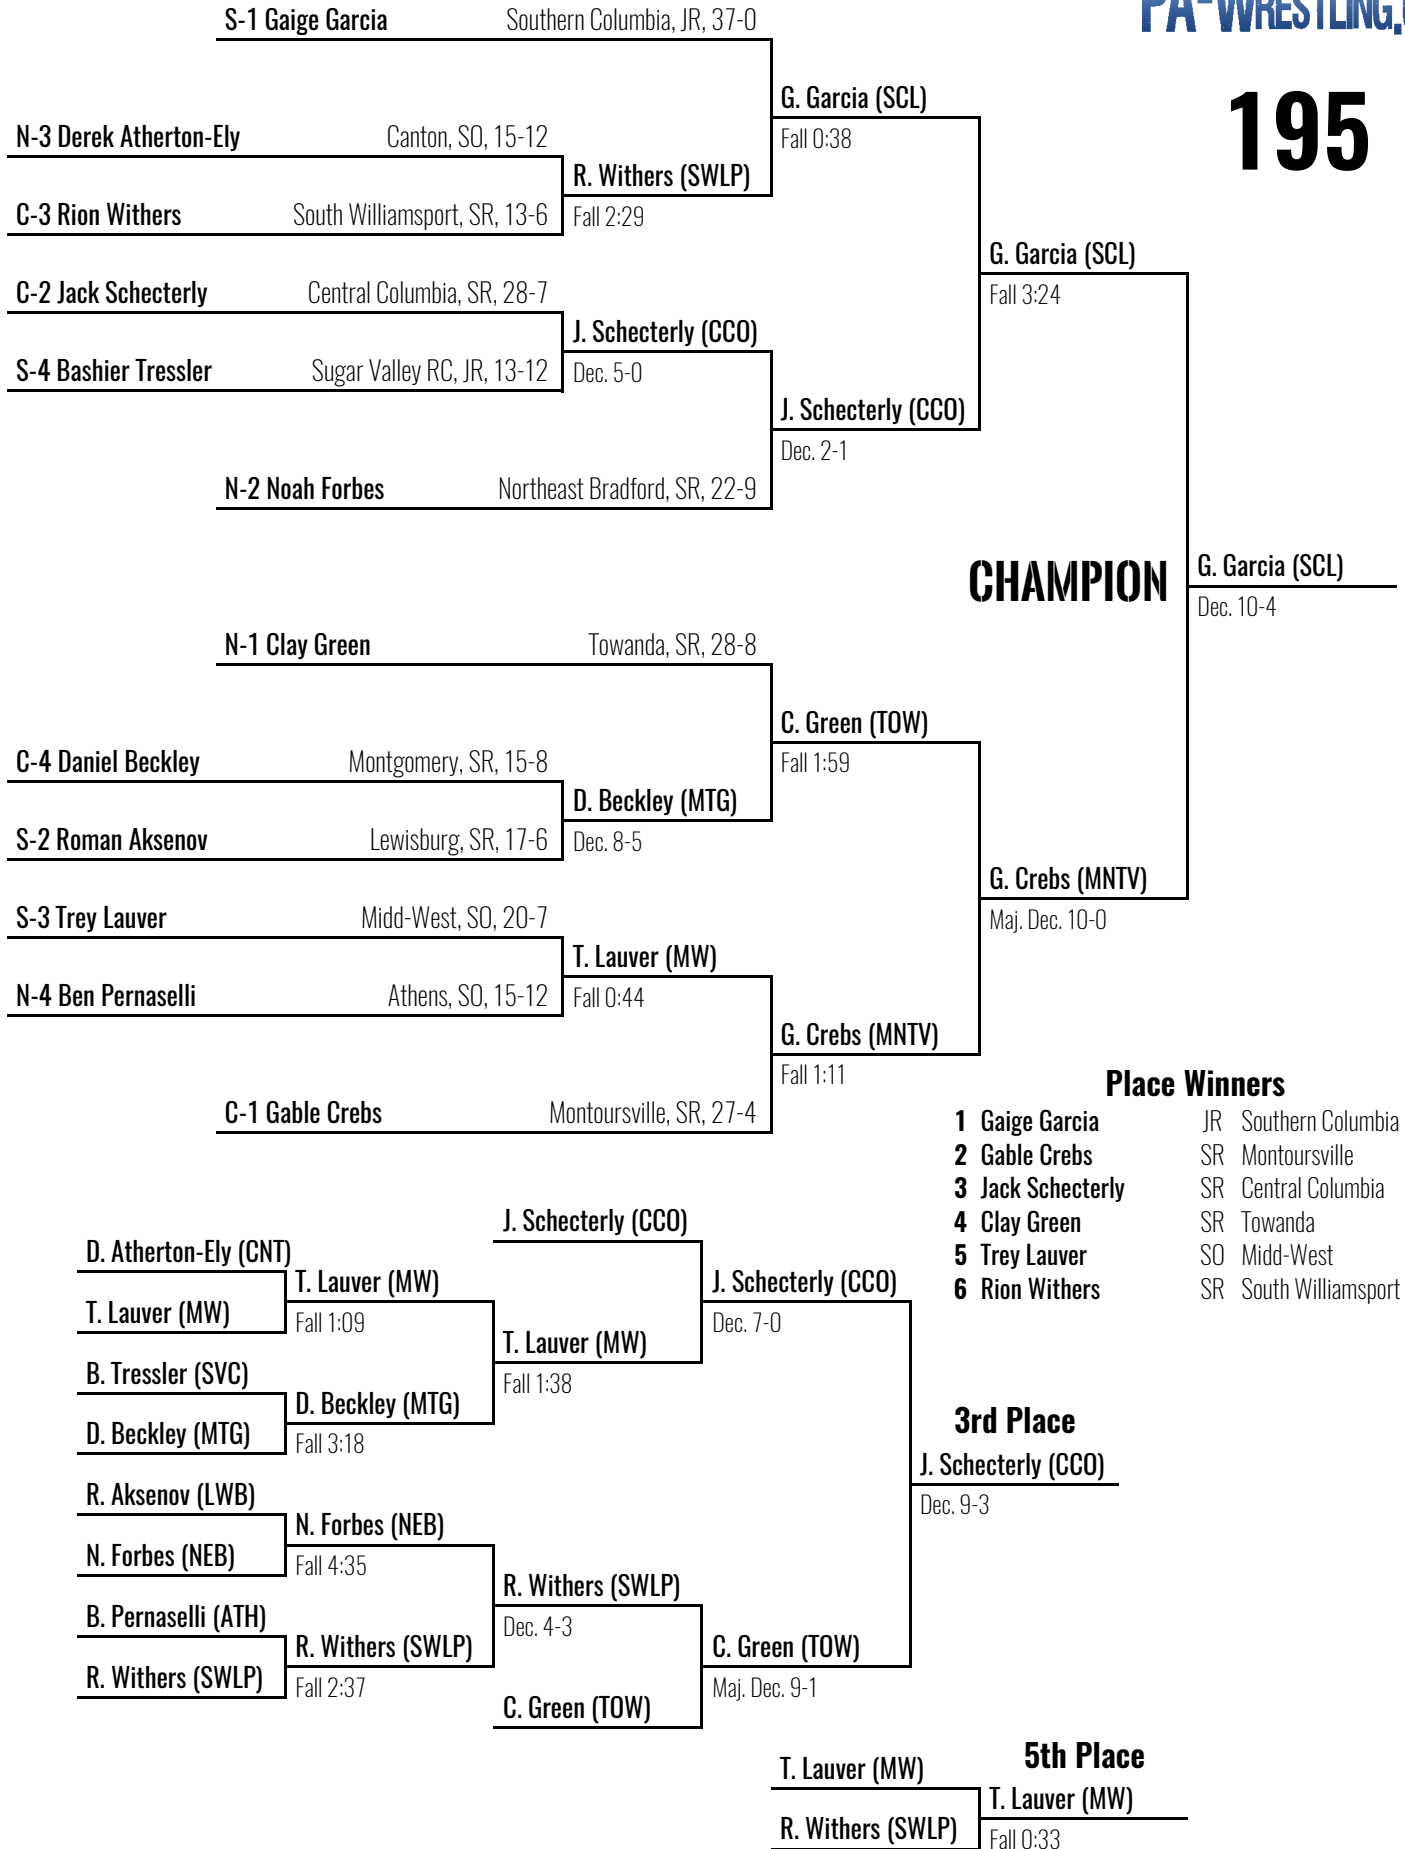 PA-WRESTLING.
195
S-1 Gaige Garcia Southern Columbia, JR, 37-0
G. Garcia (SCL)
Fall 0:38
N-3 Derek Atherton-Ely Canton, SO, 15-12
R. Withers (SWLP)
Fall 2:29
C-3 Rion Withers South Williamsport, SR, 13-6
G. Garcia (SCL)
Fall 3:24
C-2 Jack Schecterly Central Columbia, SR, 28-7
J. Schecterly (CCO)
Dec. 5-0
S-4 Bashier Tressler Sugar Valley RC, JR, 13-12
J. Schecterly (CCO)
Dec. 2-1
N-2 Noah Forbes Northeast Bradford, SR, 22-9
CHAMPION
G. Garcia (SCL)
Dec. 10-4
N-1 Clay Green Towanda, SR, 28-8
C. Green (TOW)
Fall 1:59
C-4 Daniel Beckley Montgomery, SR, 15-8
D. Beckley (MTG)
Dec. 8-5
S-2 Roman Aksenov Lewisburg, SR, 17-6
G. Crebs (MNTV)
Maj. Dec. 10-0
S-3 Trey Lauver Midd-West, SO, 20-7
T. Lauver (MW)
Fall 0:44
N-4 Ben Pernaselli Athens, SO, 15-12
G. Crebs (MNTV)
Fall 1:11
C-1 Gable Crebs Montoursville, SR, 27-4
Place Winners
1 Gaige Garcia JR Southern Columbia
2 Gable Crebs SR Montoursville
3 Jack Schecterly SR Central Columbia
4 Clay Green SR Towanda
5 Trey Lauver SO Midd-West
6 Rion Withers SR South Williamsport
J. Schecterly (CCO)
D. Atherton-Ely (CNT)
T. Lauver (MW)
Fall 1:09
T. Lauver (MW)
J. Schecterly (CCO)
Dec. 7-0
T. Lauver (MW)
Fall 1:38
B. Tressler (SVC)
D. Beckley (MTG)
Fall 3:18
D. Beckley (MTG)
3rd Place
J. Schecterly (CCO)
Dec. 9-3
R. Aksenov (LWB)
N. Forbes (NEB)
Fall 4:35
N. Forbes (NEB)
R. Withers (SWLP)
Dec. 4-3
B. Pernaselli (ATH)
R. Withers (SWLP)
Fall 2:37
R. Withers (SWLP)
C. Green (TOW)
Maj. Dec. 9-1
C. Green (TOW)
5th Place
T. Lauver (MW)
T. Lauver (MW)
Fall 0:33
R. Withers (SWLP)